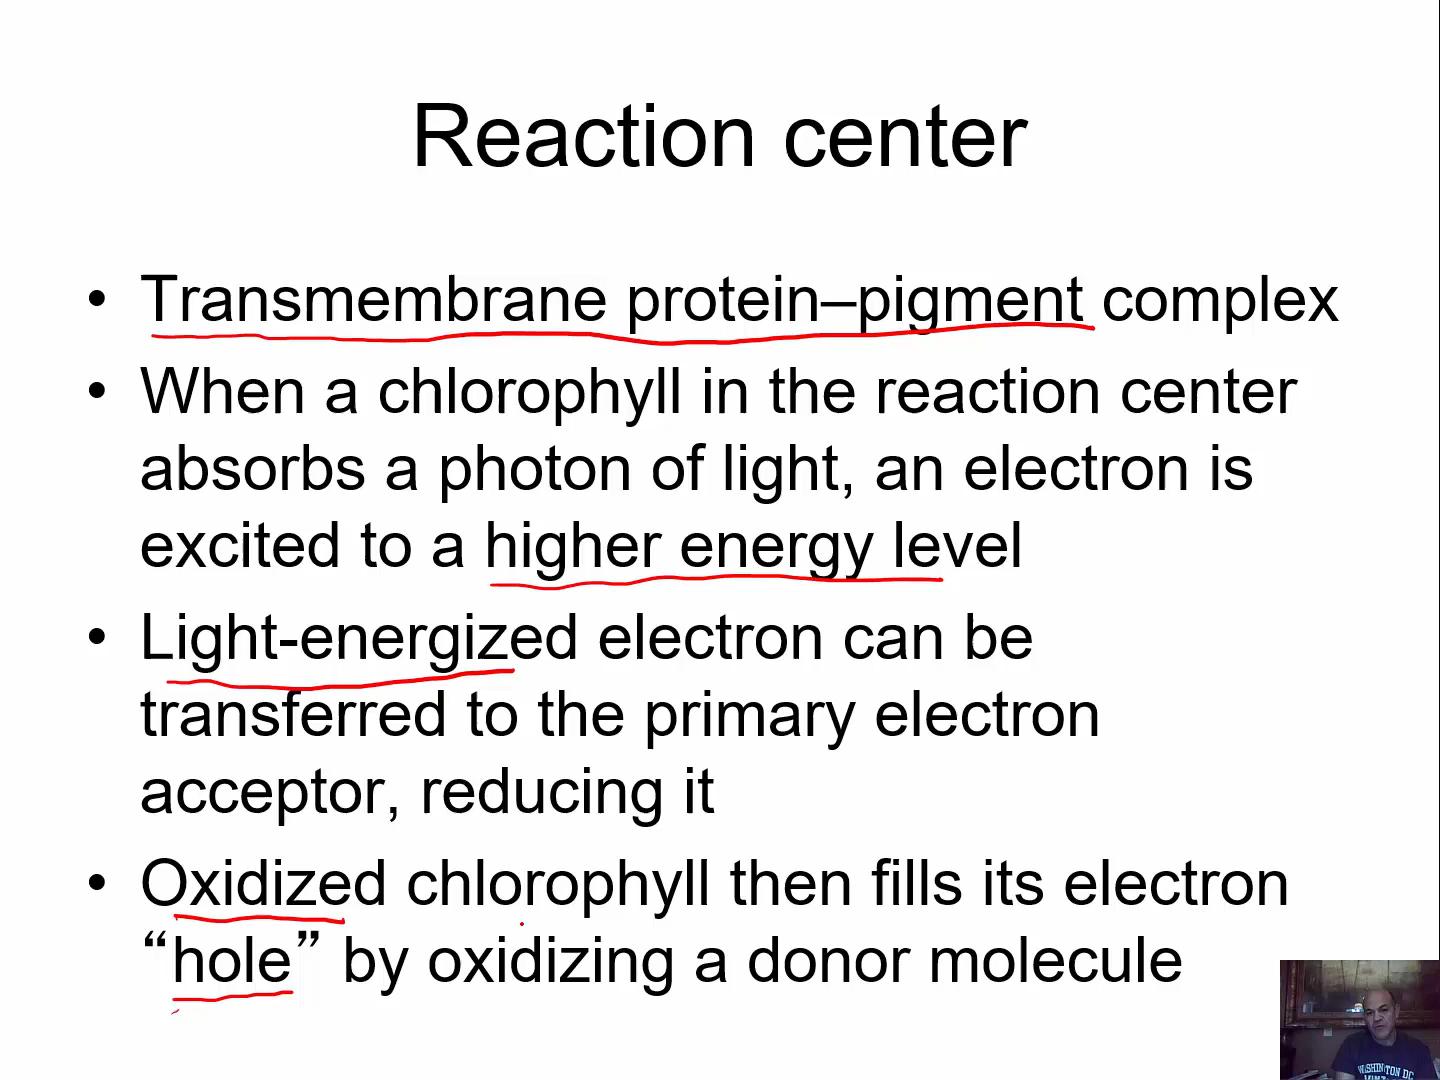 Reaction center
• Transmembrane protein–pigment complex
• When a chlorophyll in the reaction center
absorbs a photon of light, an electron is
excited to a higher energy level
• Light-energized electron can be
transferred to the primary electron
acceptor, reducing it
• Oxidized chlorophyll then fills its electron
“hole” by oxidizing a donor molecule
WASHINGTON DC